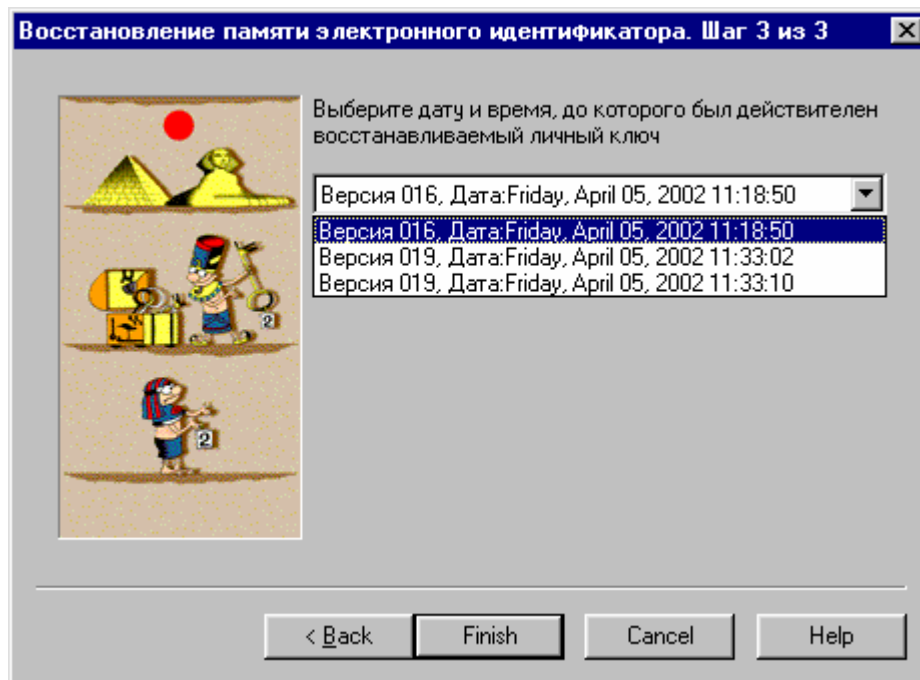 Восстановление памяти электронного идентификатора. Шаг 3 из 3
Выберите дату и время, до которого был действителен
восстанавливаемый личный ключ
Версия 016, Дата:Friday, April 05, 2002 11:18:50
Версия 016, Дата:Friday, April 05, 2002 11:18:50
Версия 019, Дата:Friday, April 05, 2002 11:33:02
Версия 019, Дата:Friday, April 05, 2002 11:33:10
2
2
< Back
Finish
Cancel
Help